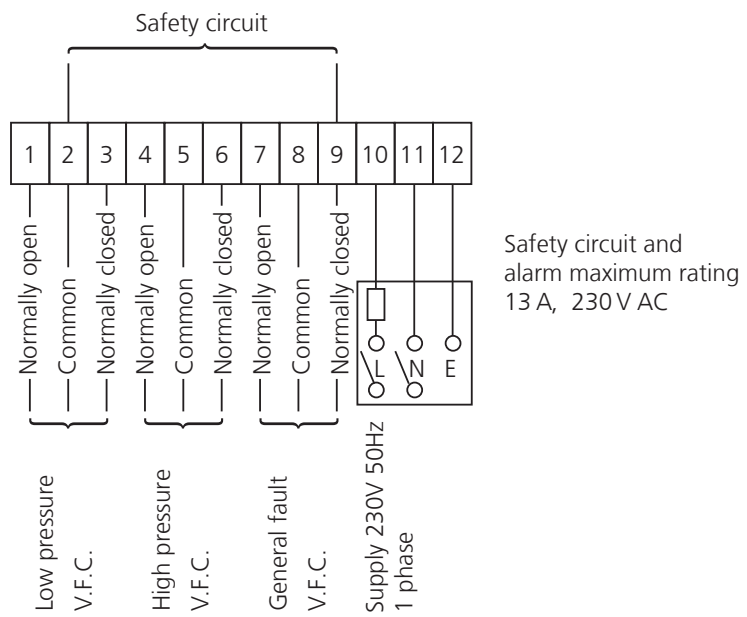 Safety circuit
1 2 3 4 5 6 7 8 9 10 11 12
Normally open
Common
Normally closed
Normally open
Common
Normally closed
Normally open
Common
Normally closed
L N E
Safety circuit and
alarm maximum rating
13 A, 230 V AC
Low pressure
V.F.C.
High pressure
V.F.C.
General fault
V.F.C.
Supply 230V 50Hz
1 phase